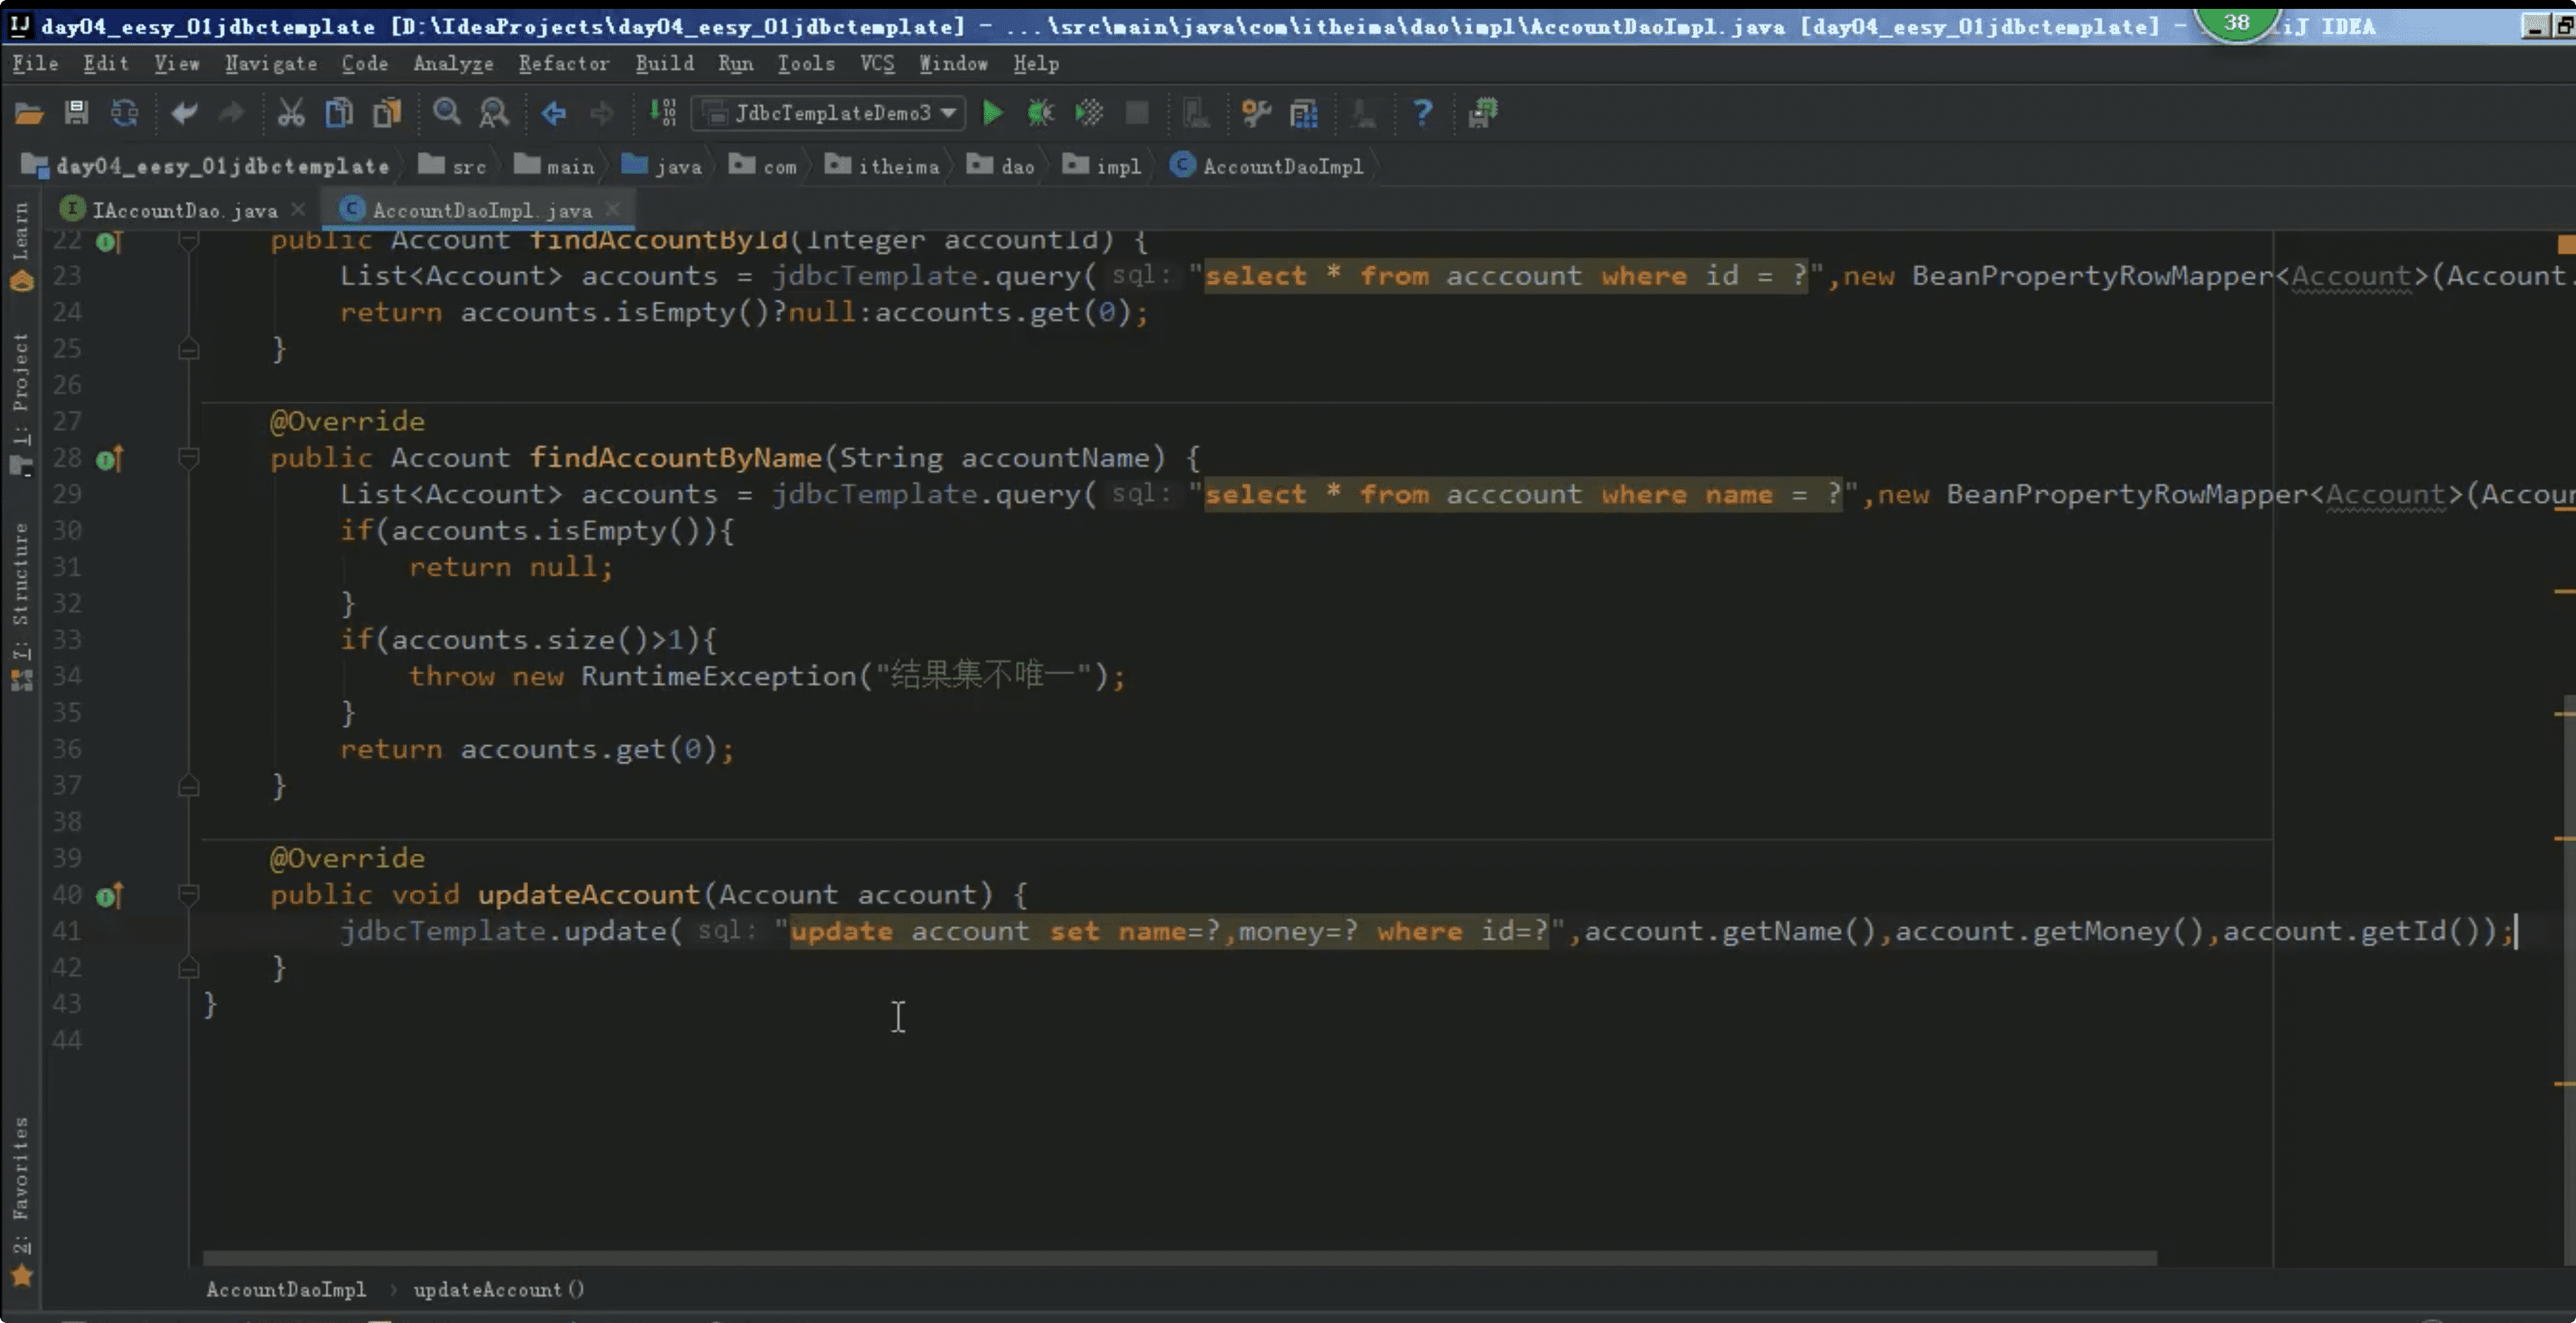 day04_eesy_01jdbctemplate [D:\IdeaProjects\day04_eesy_01jdbctemplate] - ...\src\main\java\com\itheima\dao\impl\AccountDaoImpl.java [day04_eesy_01jdbctemplate] - iJ IDEA
38
File Edit View Navigate Code Analyze Refactor Build Run Tools VCS Window Help
JdbcTemplateDemo3
day04_eesy_01jdbctemplate src main java com itheima dao impl AccountDaoImpl
IAccountDao.java AccountDaoImpl.java
Learn
1: Project
7: Structure
2: Favorites
22 public Account findAccountById(Integer accountId) {
23 List<Account> accounts = jdbcTemplate.query( sql: "select * from acccount where id = ?",new BeanPropertyRowMapper<Account>(Account.
24 return accounts.isEmpty()?null:accounts.get(0);
25 }
26
27 @Override
28 public Account findAccountByName(String accountName) {
29 List<Account> accounts = jdbcTemplate.query( sql: "select * from acccount where name = ?",new BeanPropertyRowMapper<Account>(Accoun
30 if(accounts.isEmpty()){
31 return null;
32 }
33 if(accounts.size()>1){
34 throw new RuntimeException("结果集不唯一");
35 }
36 return accounts.get(0);
37 }
38
39 @Override
40 public void updateAccount(Account account) {
41 jdbcTemplate.update( sql: "update account set name=?,money=? where id=?",account.getName(),account.getMoney(),account.getId());
42 }
43 }
44
AccountDaoImpl › updateAccount()